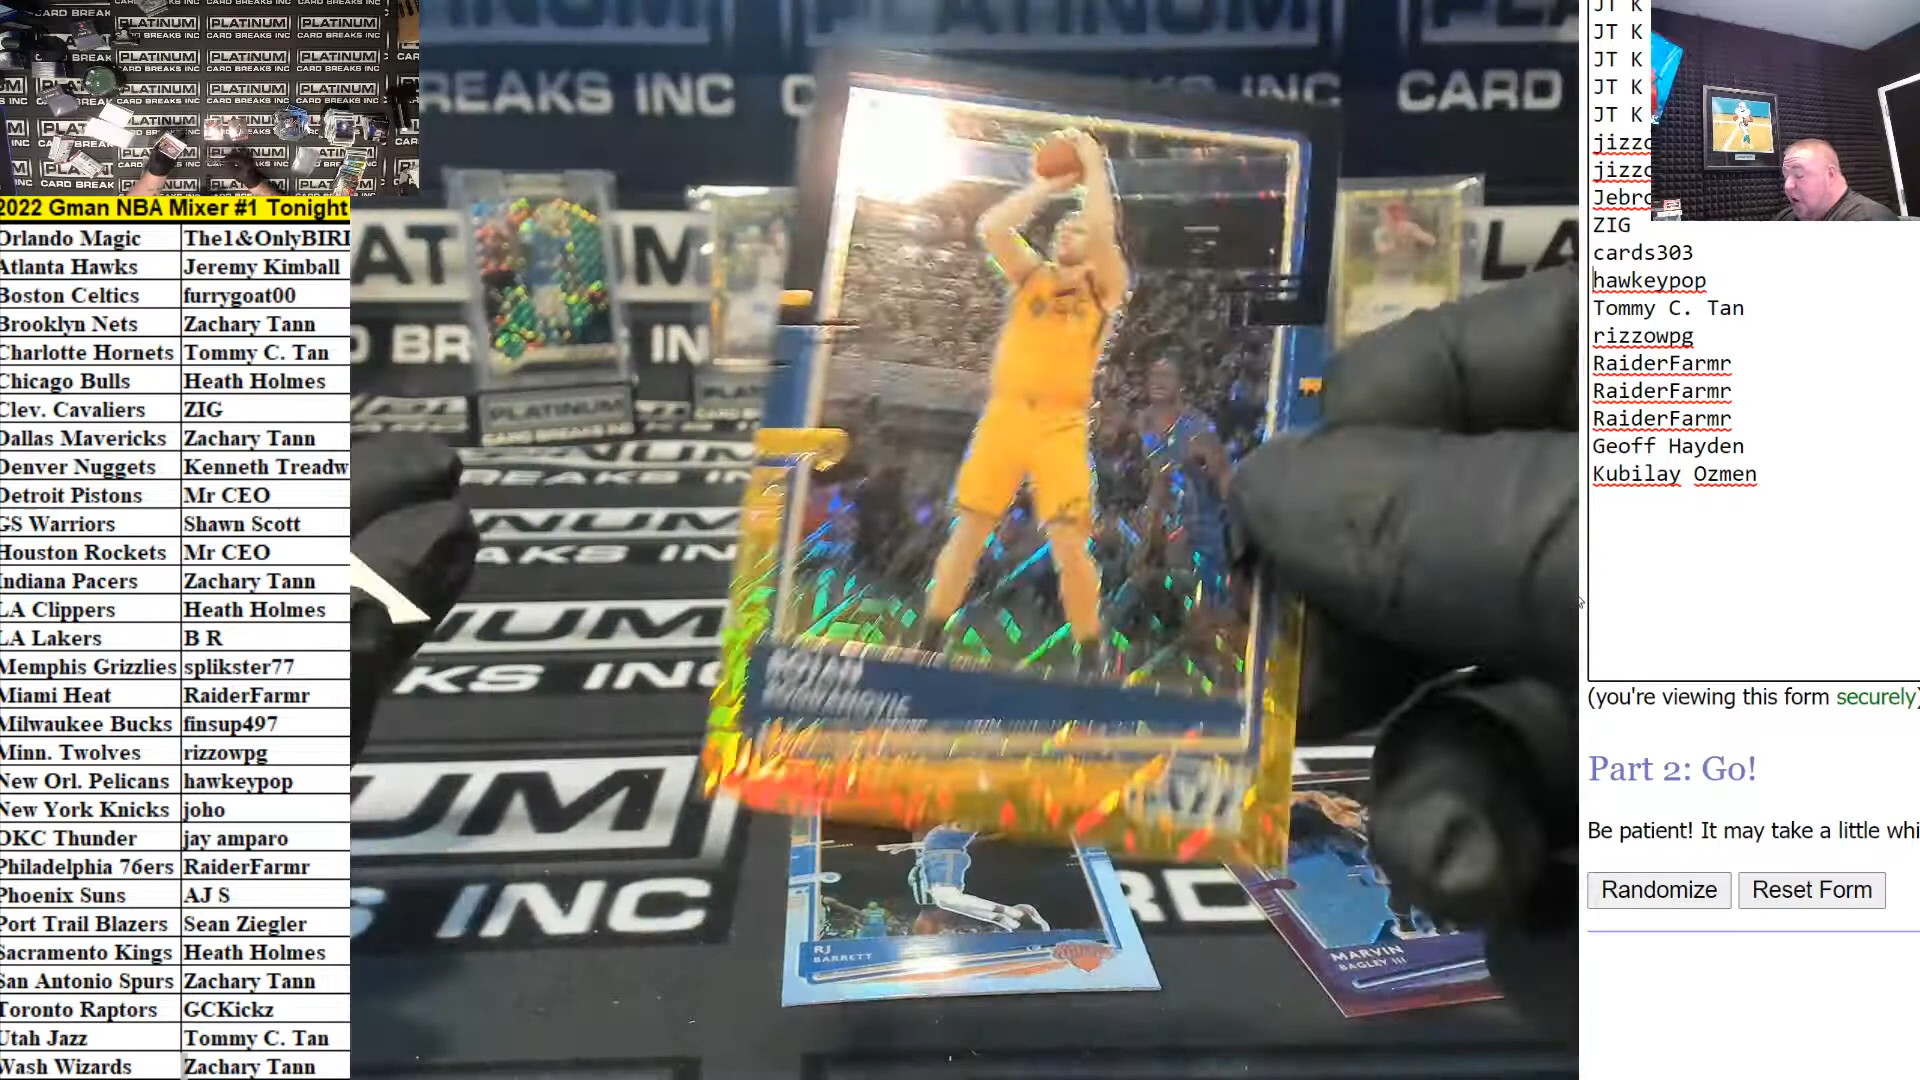 2022 Gman NBA Mixer #1 Tonight
Orlando Magic The1&OnlyBIRI
Atlanta Hawks Jeremy Kimball
Boston Celtics furrygoat00
Brooklyn Nets Zachary Tann
Charlotte Hornets Tommy C. Tan
Chicago Bulls Heath Holmes
Clev. Cavaliers ZIG
Dallas Mavericks Zachary Tann
Denver Nuggets Kenneth Treadw
Detroit Pistons Mr CEO
GS Warriors Shawn Scott
Houston Rockets Mr CEO
Indiana Pacers Zachary Tann
LA Clippers Heath Holmes
LA Lakers B R
Memphis Grizzlies splikster77
Miami Heat RaiderFarmr
Milwaukee Bucks finsup497
Minn. Twolves rizzowpg
New Orl. Pelicans hawkeypop
New York Knicks joho
OKC Thunder jay amparo
Philadelphia 76ers RaiderFarmr
Phoenix Suns AJ S
Port Trail Blazers Sean Ziegler
Sacramento Kings Heath Holmes
San Antonio Spurs Zachary Tann
Toronto Raptors GCKickz
Utah Jazz Tommy C. Tan
Wash Wizards Zachary Tann
PLATINUM
CARD BREAKS INC
REAKS INC
CARD
RJ
BARRETT
MARVIN
BAGLEY III
JT K
JT K
JT K
JT K
JT K
jizzc
jizzc
Jebro
ZIG
cards303
hawkeypop
Tommy C. Tan
rizzowpg
RaiderFarmr
RaiderFarmr
RaiderFarmr
Geoff Hayden
Kubilay Ozmen
(you're viewing this form securely)
Part 2: Go!
Be patient! It may take a little whi
Randomize
Reset Form